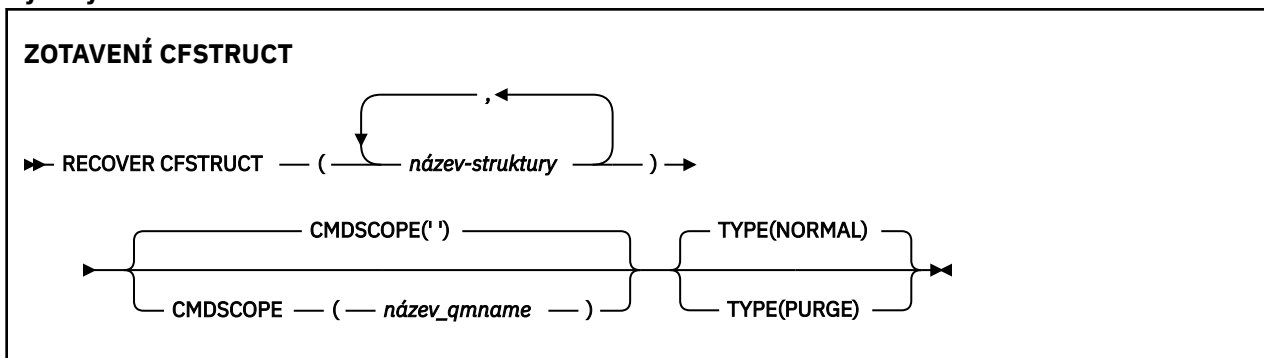 ZOTAVENÍ CFSTRUCT
,
RECOVER CFSTRUCT ( název-struktury )
CMDSCOPE(' ') TYPE(NORMAL)
CMDSCOPE ( název_qmname ) TYPE(PURGE)